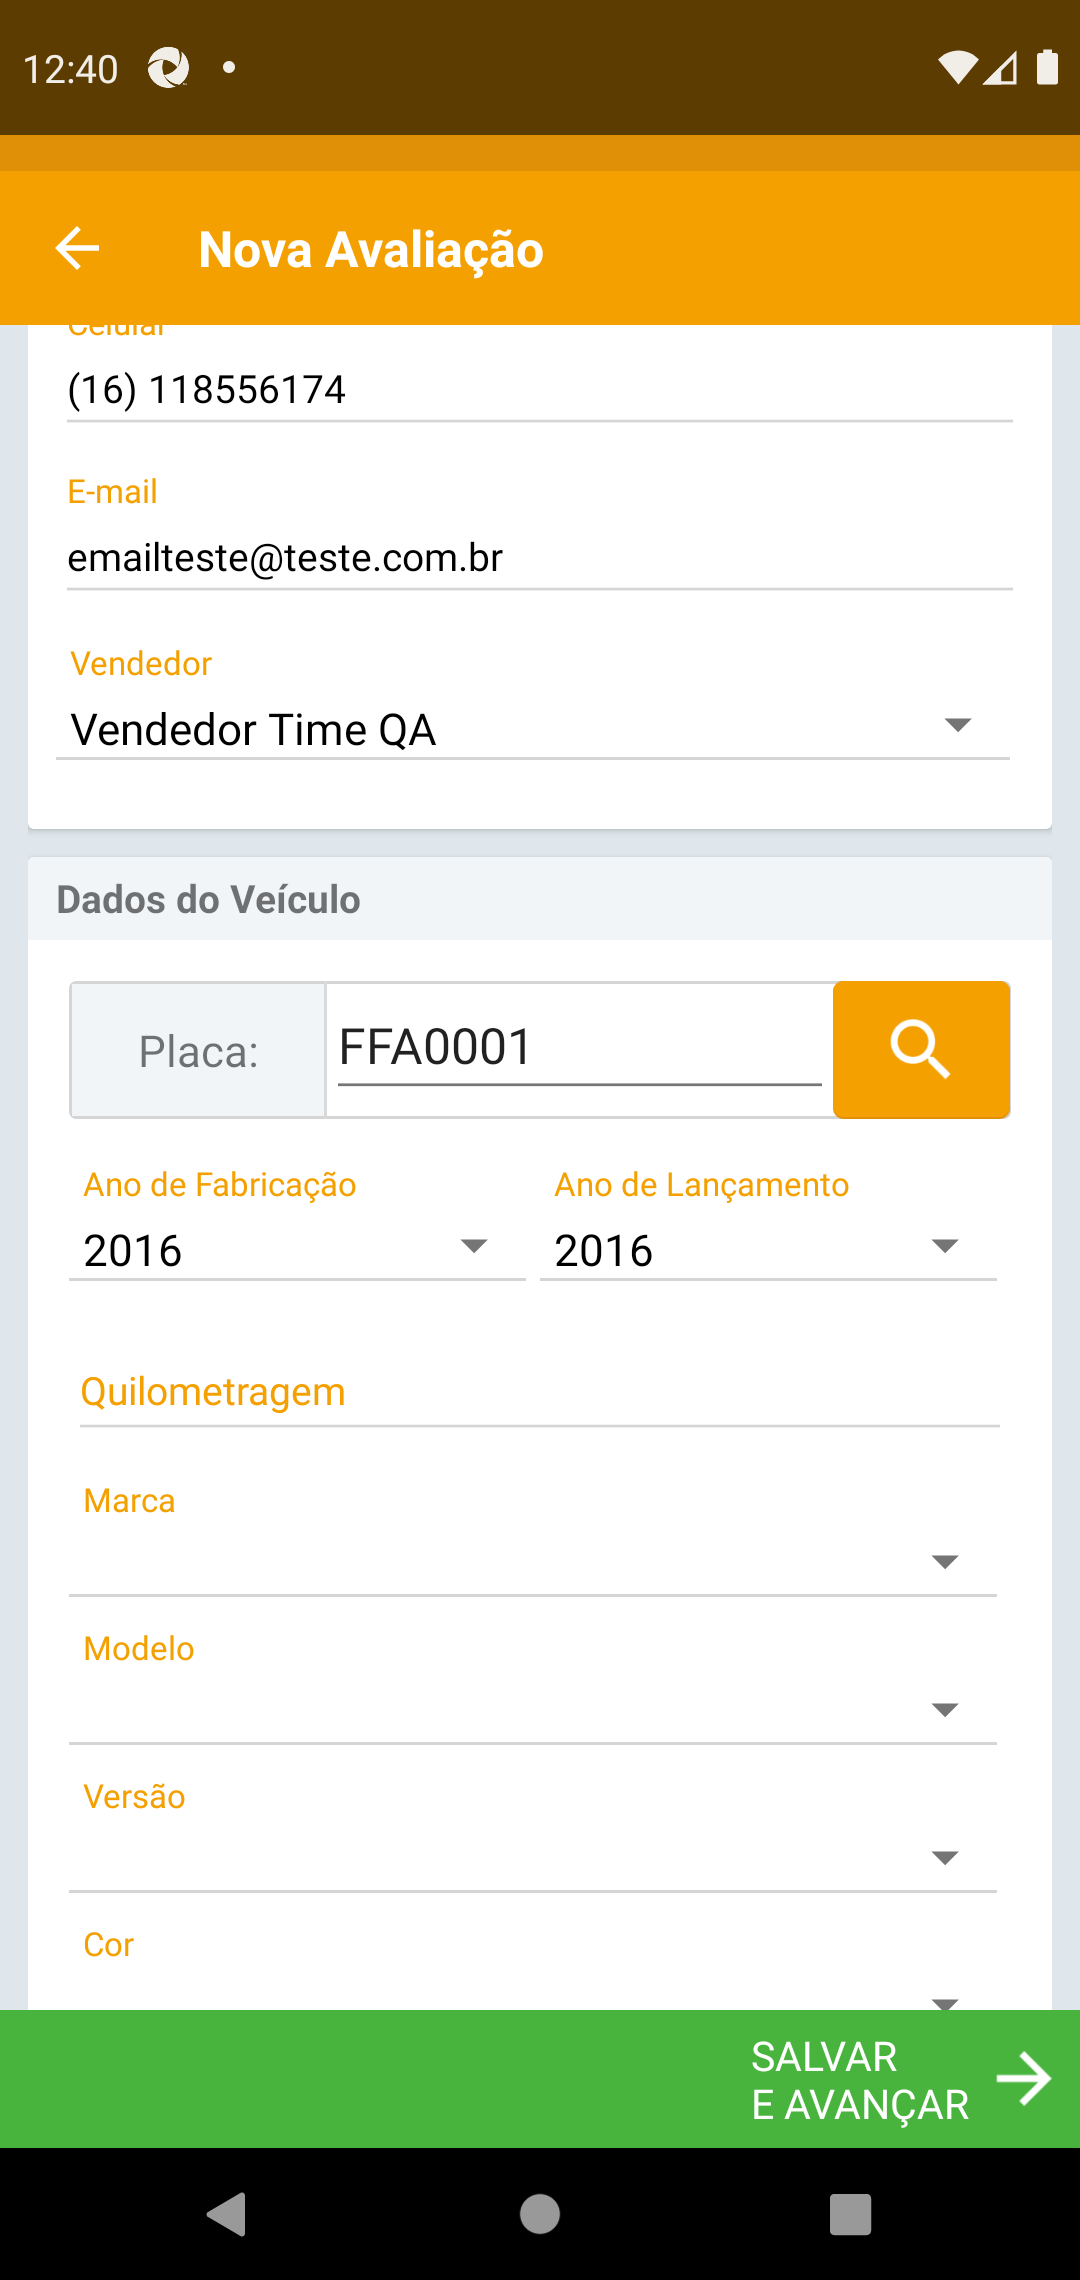 12:40
Nova Avaliação
Celular
(16) 118556174
E-mail
emailteste@teste.com.br
Vendedor
Vendedor Time QA
Dados do Veículo
Placa:
FFA0001
Ano de Fabricação
Ano de Lançamento
2016
2016
Quilometragem
Marca
Modelo
Versão
Cor
SALVAR
E AVANÇAR